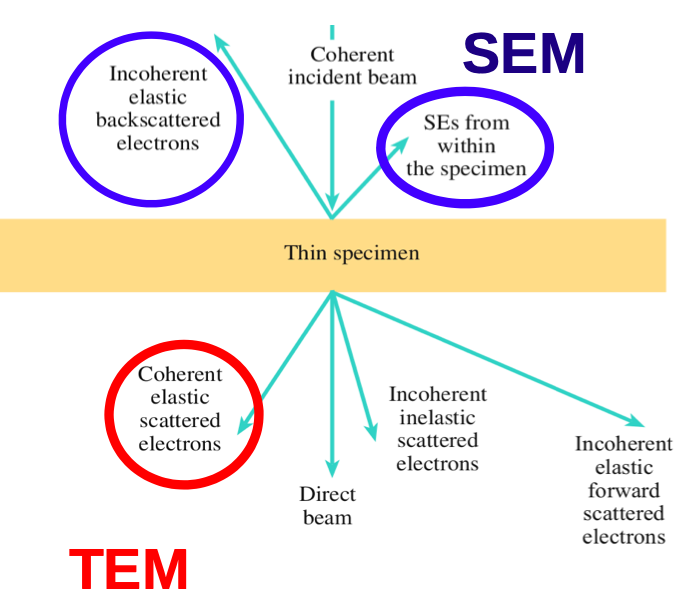 SEM
Coherent
incident beam
Incoherent
elastic
backscattered
electrons
SEs from
within
the specimen
Thin specimen
Coherent
elastic
scattered
electrons
Incoherent
inelastic
scattered
electrons
Direct
beam
Incoherent
elastic
forward
scattered
electrons
TEM